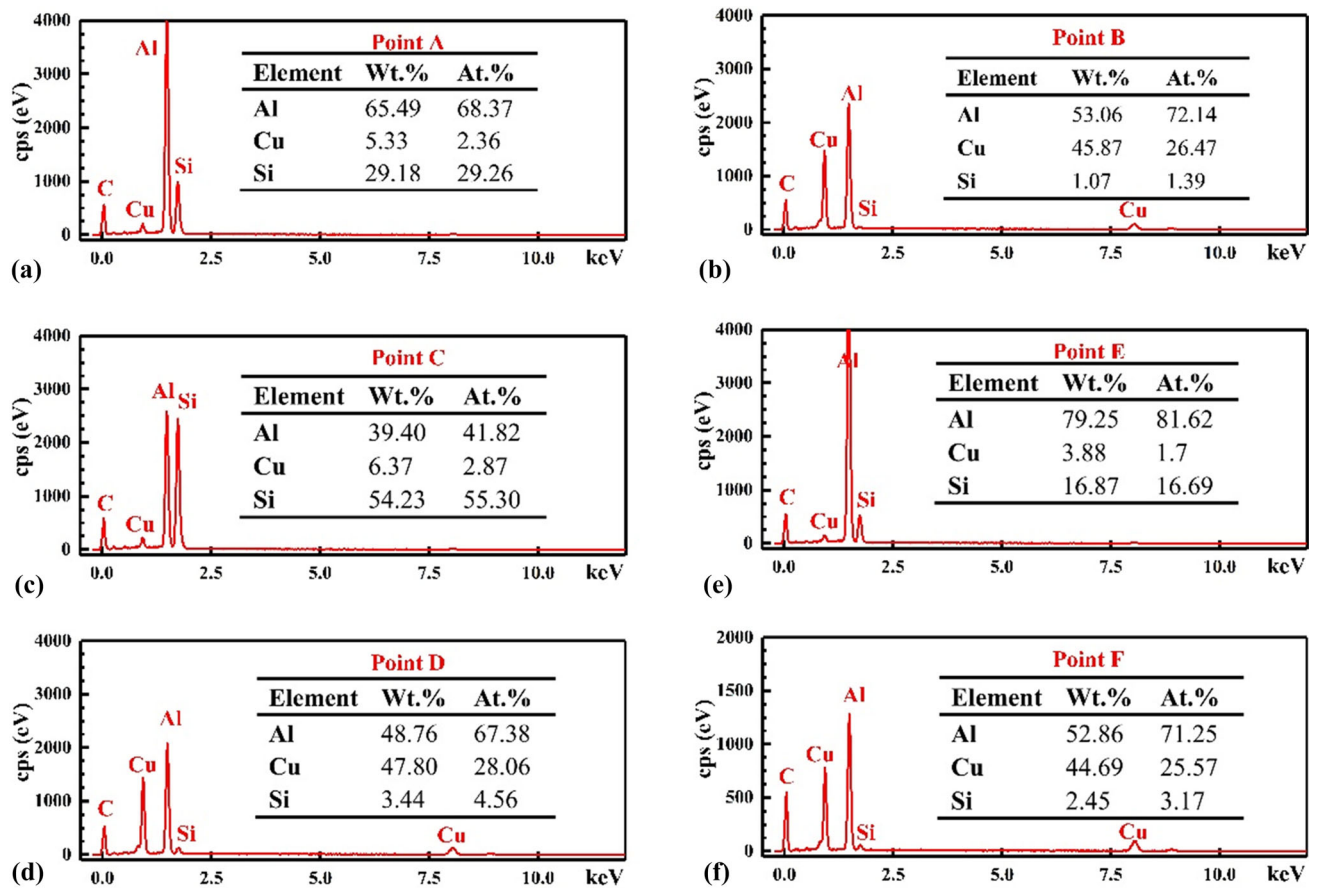 4000
3000
2000
1000
0
cps (eV)
Al
Si
C
Cu
Point A
Element Wt.% At.%
Al 65.49 68.37
Cu 5.33 2.36
Si 29.18 29.26
0.0 2.5 5.0 7.5 10.0 keV
(a)
4000
3000
2000
1000
0
cps (eV)
Al
Cu
C
Si
Cu
Point B
Element Wt.% At.%
Al 53.06 72.14
Cu 45.87 26.47
Si 1.07 1.39
0.0 2.5 5.0 7.5 10.0 keV
(b)
4000
3000
2000
1000
0
cps (eV)
Al Si
C
Cu
Point C
Element Wt.% At.%
Al 39.40 41.82
Cu 6.37 2.87
Si 54.23 55.30
0.0 2.5 5.0 7.5 10.0 keV
(c)
4000
3000
2000
1000
0
cps (eV)
Al
C
Cu
Si
Point E
Element Wt.% At.%
Al 79.25 81.62
Cu 3.88 1.7
Si 16.87 16.69
0.0 2.5 5.0 7.5 10.0 keV
(e)
4000
3000
2000
1000
0
cps (eV)
Al
Cu
C
Si
Cu
Point D
Element Wt.% At.%
Al 48.76 67.38
Cu 47.80 28.06
Si 3.44 4.56
0.0 2.5 5.0 7.5 10.0 keV
(d)
2000
1500
1000
500
0
cps (eV)
Al
Cu
C
Si
Cu
Point F
Element Wt.% At.%
Al 52.86 71.25
Cu 44.69 25.57
Si 2.45 3.17
0.0 2.5 5.0 7.5 10.0 keV
(f)